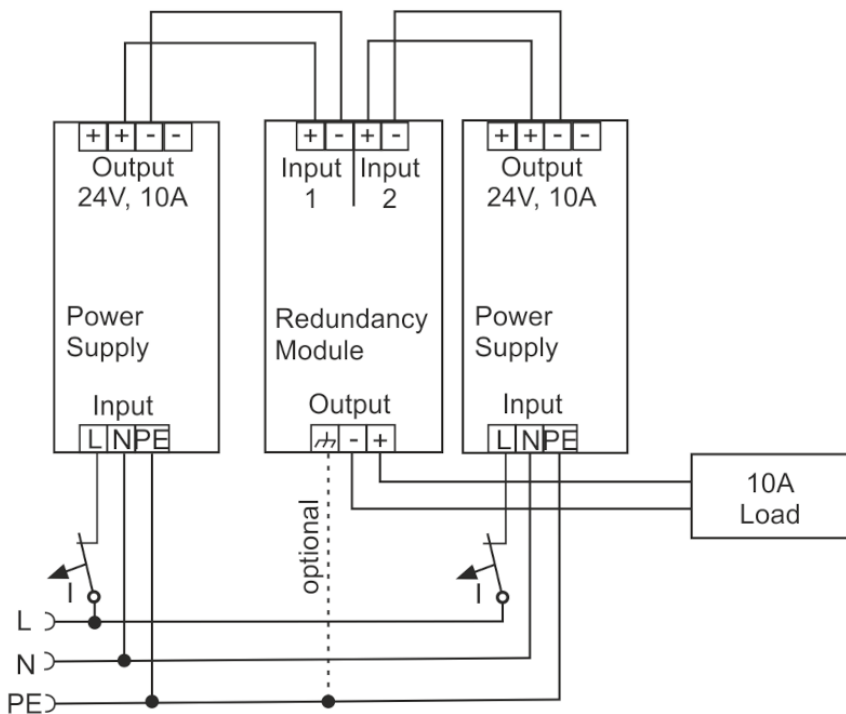 + + - -
Output
24V, 10A
Power
Supply
Input
L N PE
+ - + -
Input Input
1 2
Redundancy
Module
Output
- +
optional
+ + - -
Output
24V, 10A
Power
Supply
Input
L N PE
10A
Load
I
I
L
N
PE